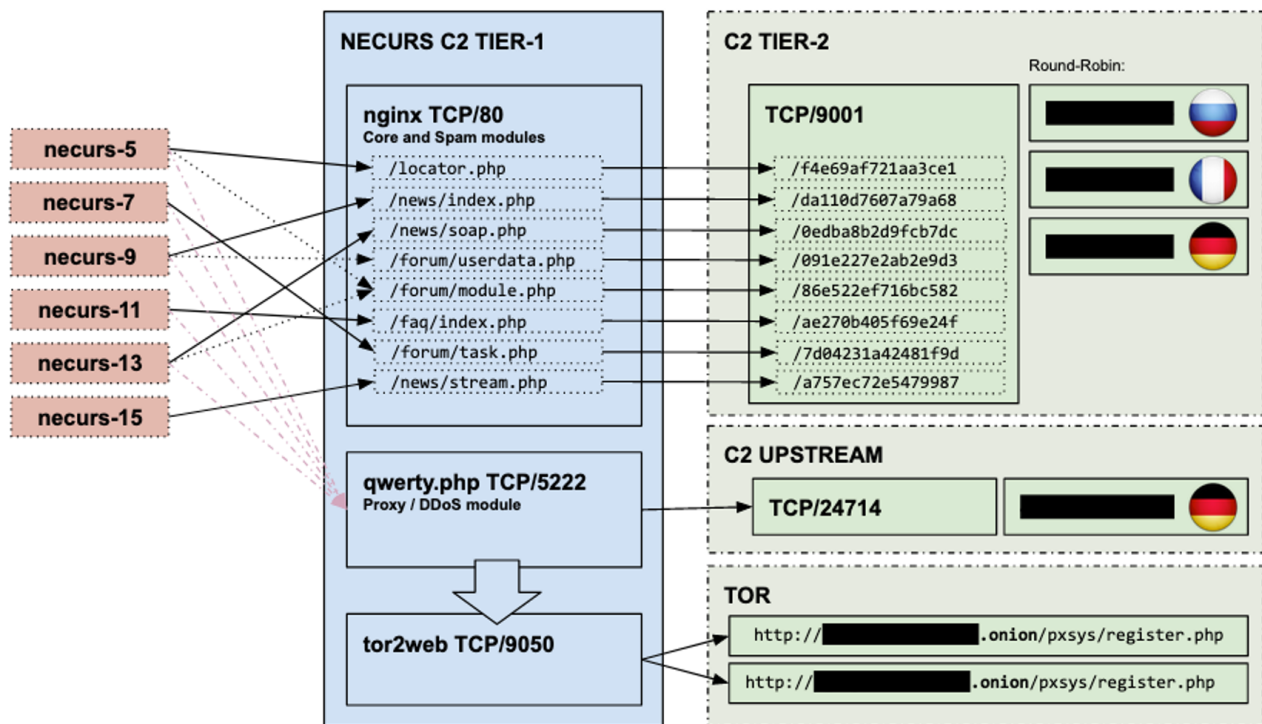 necurs-5
necurs-7
necurs-9
necurs-11
necurs-13
necurs-15
NECURS C2 TIER-1
nginx TCP/80
Core and Spam modules
/locator.php
/news/index.php
/news/soap.php
/forum/userdata.php
/forum/module.php
/faq/index.php
/forum/task.php
/news/stream.php
qwerty.php TCP/5222
Proxy / DDoS module
tor2web TCP/9050
C2 TIER-2
Round-Robin:
TCP/9001
/f4e69af721aa3ce1
/da110d7607a79a68
/0edba8b2d9fcb7dc
/091e227e2ab2e9d3
/86e522ef716bc582
/ae270b405f69e24f
/7d04231a42481f9d
/a757ec72e5479987
C2 UPSTREAM
TCP/24714
TOR
http:// .onion/pxsys/register.php
http:// .onion/pxsys/register.php